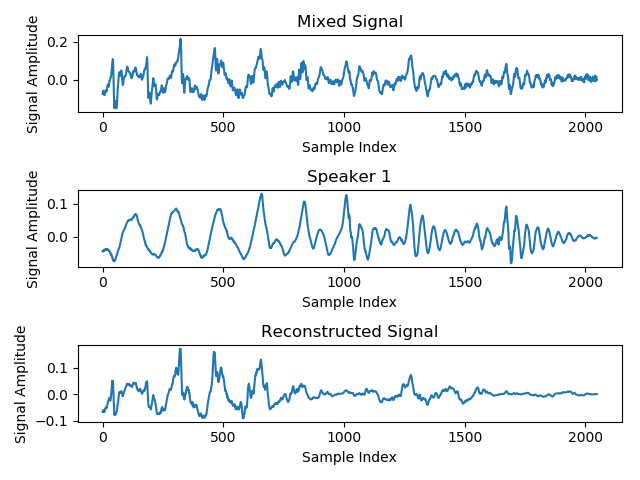 Mixed Signal
Signal Amplitude
0.2
0.0
0
500
1000
1500
2000
Sample Index
Speaker 1
Signal Amplitude
0.1
0.0
0
500
1000
1500
2000
Sample Index
Reconstructed Signal
Signal Amplitude
0.1
0.0
−0.1
0
500
1000
1500
2000
Sample Index